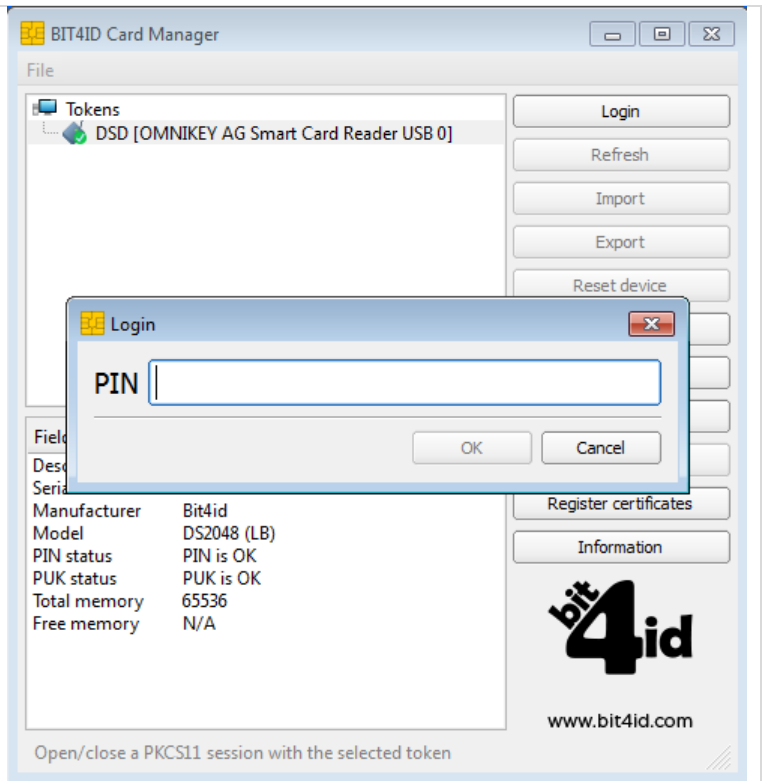 BIT4ID Card Manager
File
Tokens
DSD [OMNIKEY AG Smart Card Reader USB 0]
Login
Refresh
Import
Export
Reset device
Login
PIN
OK
Cancel
Manufacturer Bit4id
Model DS2048 (LB)
PIN status PIN is OK
PUK status PUK is OK
Total memory 65536
Free memory N/A
Register certificates
Information
bit
4id
www.bit4id.com
Open/close a PKCS11 session with the selected token